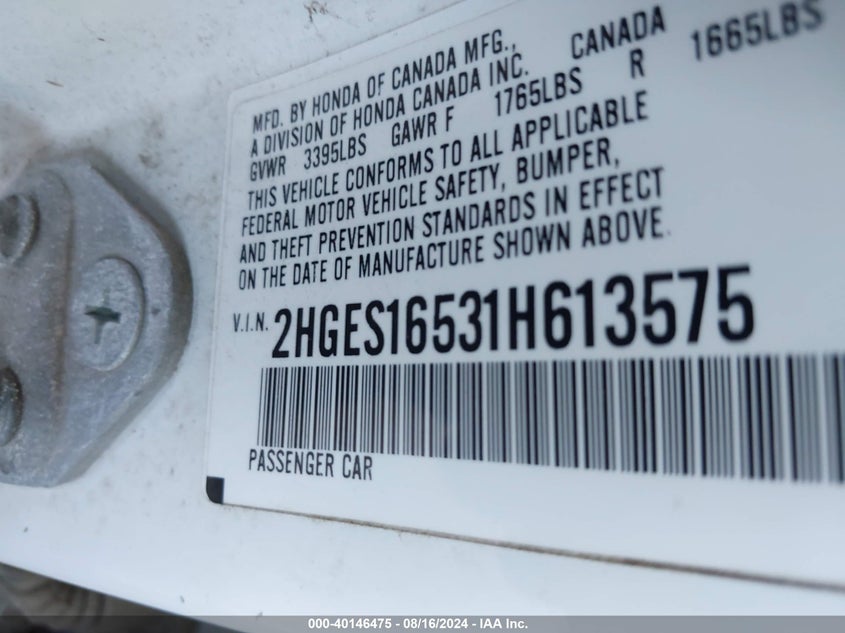 MFD. BY HONDA OF CANADA MFG.,
A DIVISION OF HONDA CANADA INC. CANADA
GVWR 3395LBS GAWR F 1765LBS R 1665LBS
THIS VEHICLE CONFORMS TO ALL APPLICABLE
FEDERAL MOTOR VEHICLE SAFETY, BUMPER,
AND THEFT PREVENTION STANDARDS IN EFFECT
ON THE DATE OF MANUFACTURE SHOWN ABOVE.
V.I.N. 2HGES16531H613575
PASSENGER CAR
000-40146475 - 08/16/2024 - IAA Inc.